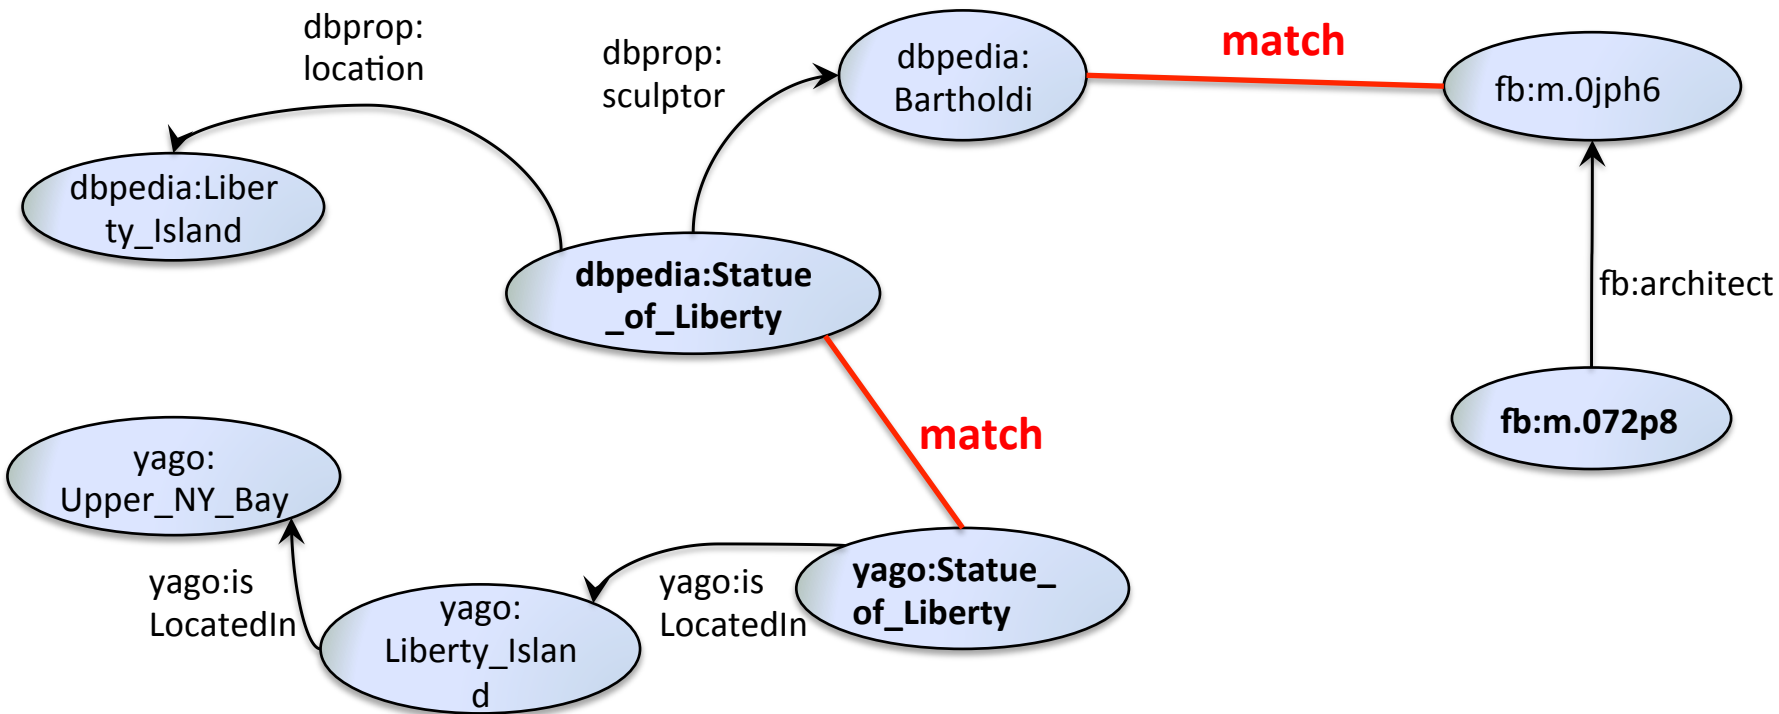 dbprop:
location
dbprop:
sculptor
dbpedia:
Bartholdi
match
fb:m.0jph6
dbpedia:Liber
ty_Island
dbpedia:Statue
_of_Liberty
fb:architect
fb:m.072p8
match
yago:
Upper_NY_Bay
yago:is
LocatedIn
yago:
Liberty_Islan
d
yago:is
LocatedIn
yago:Statue_
of_Liberty